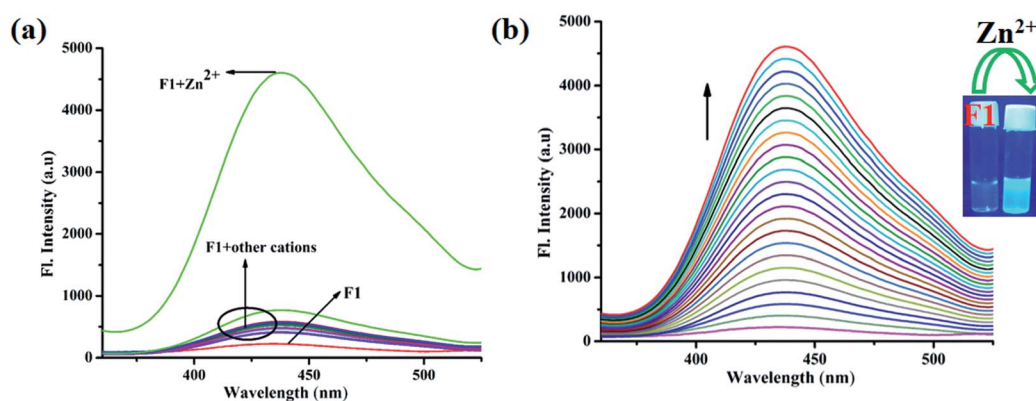 (a)
5000
4000
3000
2000
1000
0
Fl. Intensity (a.u)
F1+Zn²⁺
F1+other cations
F1
400
450
500
Wavelength (nm)
(b)
5000
4000
3000
2000
1000
0
Fl. Intensity (a.u)
400
450
500
Wavelength (nm)
Zn²⁺
F1